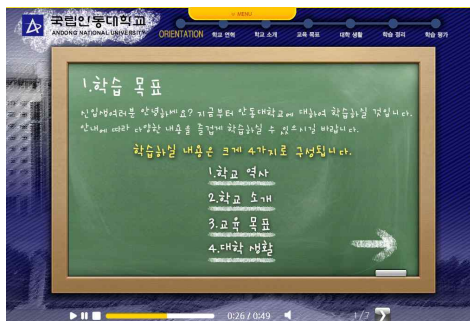 국립안동대학교
ANDONG NATIONAL UNIVERSITY
MENU
ORIENTATION 학교 연혁 학교 소개 교육 목표 대학 생활 학습 정리 학습 평가
1.학습 목표
신입생여러분 안녕하세요? 지금부터 안동대학교에 대하여 학습하실 것입니다.
안내에 따라 다양한 내용을 즐겁게 학습하실 수 있으시길 바랍니다.
학습하실 내용은 크게 4가지로 구성됩니다.
1.학교 역사
2.학교 소개
3.교육 목표
4.대학 생활
0:26 / 0:49
1/7